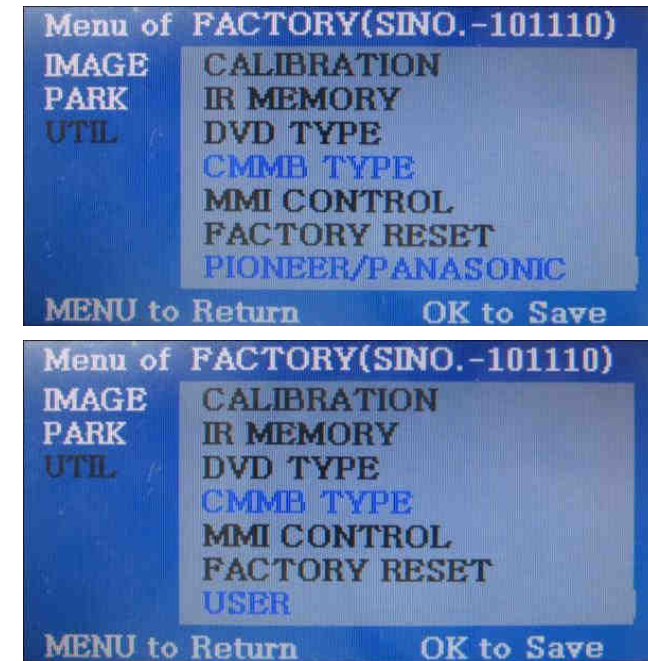 Menu of FACTORY(SINO.-101110)
IMAGE CALIBRATION
PARK IR MEMORY
UTIL DVD TYPE
CMMB TYPE
MMI CONTROL
FACTORY RESET
PIONEER/PANASONIC
MENU to Return OK to Save
Menu of FACTORY(SINO.-101110)
IMAGE CALIBRATION
PARK IR MEMORY
UTIL DVD TYPE
CMMB TYPE
MMI CONTROL
FACTORY RESET
USER
MENU to Return OK to Save